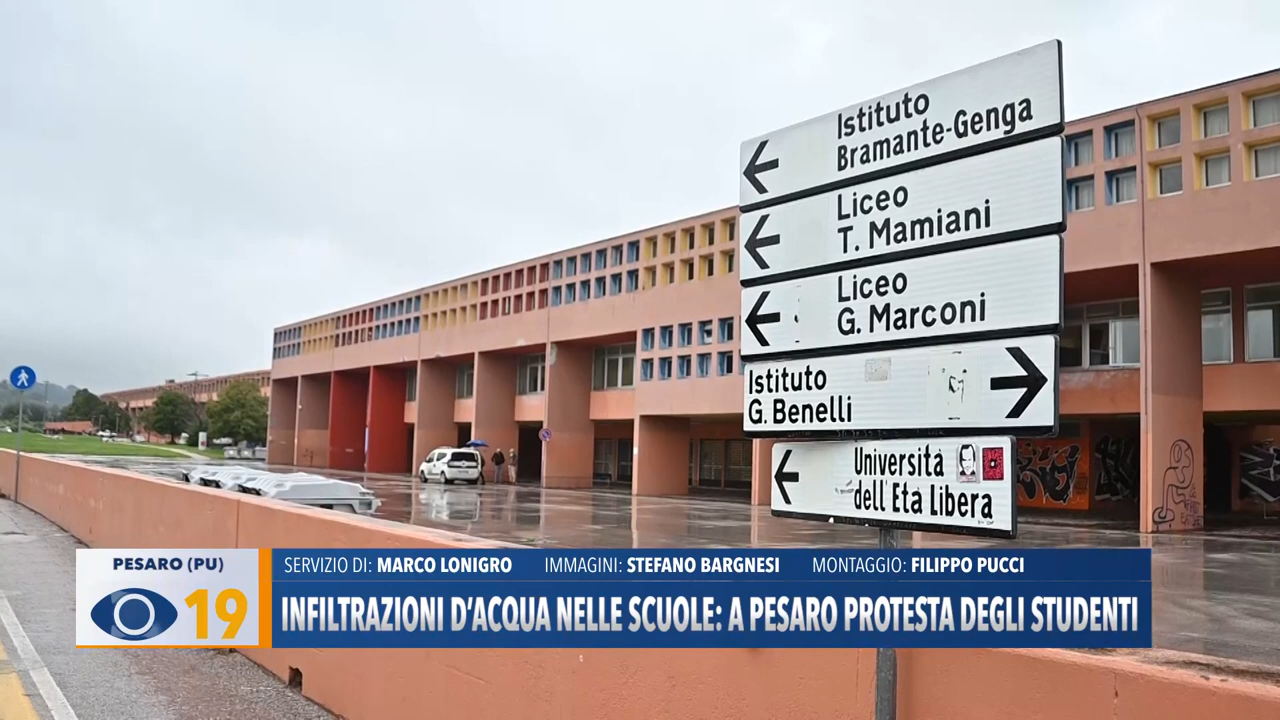 Istituto
Bramante-Genga
Liceo
T. Mamiani
Liceo
G. Marconi
Istituto
G. Benelli
Università
dell'Età Libera
PESARO (PU)
19
SERVIZIO DI: MARCO LONIGRO IMMAGINI: STEFANO BARGNESI MONTAGGIO: FILIPPO PUCCI
INFILTRAZIONI D'ACQUA NELLE SCUOLE: A PESARO PROTESTA DEGLI STUDENTI